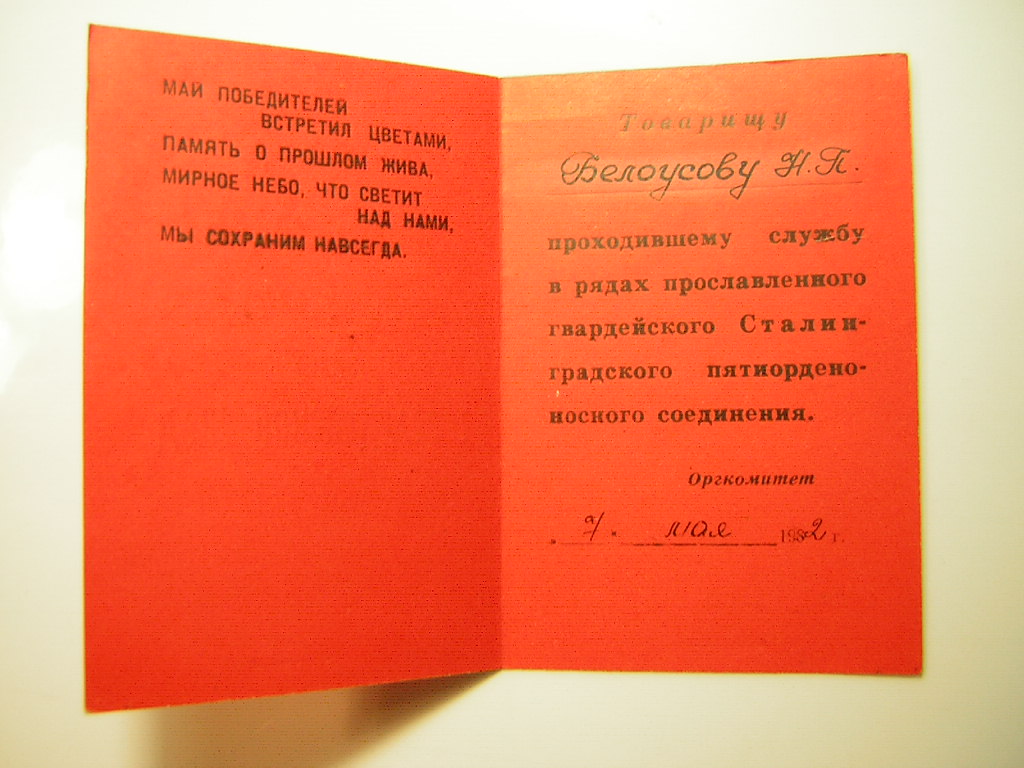 МАЙ ПОБЕДИТЕЛЕЙ
ВСТРЕТИЛ ЦВЕТАМИ,
ПАМЯТЬ О ПРОШЛОМ ЖИВА,
МИРНОЕ НЕБО, ЧТО СВЕТИТ
НАД НАМИ,
МЫ СОХРАНИМ НАВСЕГДА.
Товарищу
Белоусову Н.П.
проходившему службу
в рядах прославленного
гвардейского Сталин-
градского пятиордено-
носного соединения.
Оргкомитет
"7" мая 1982 г.